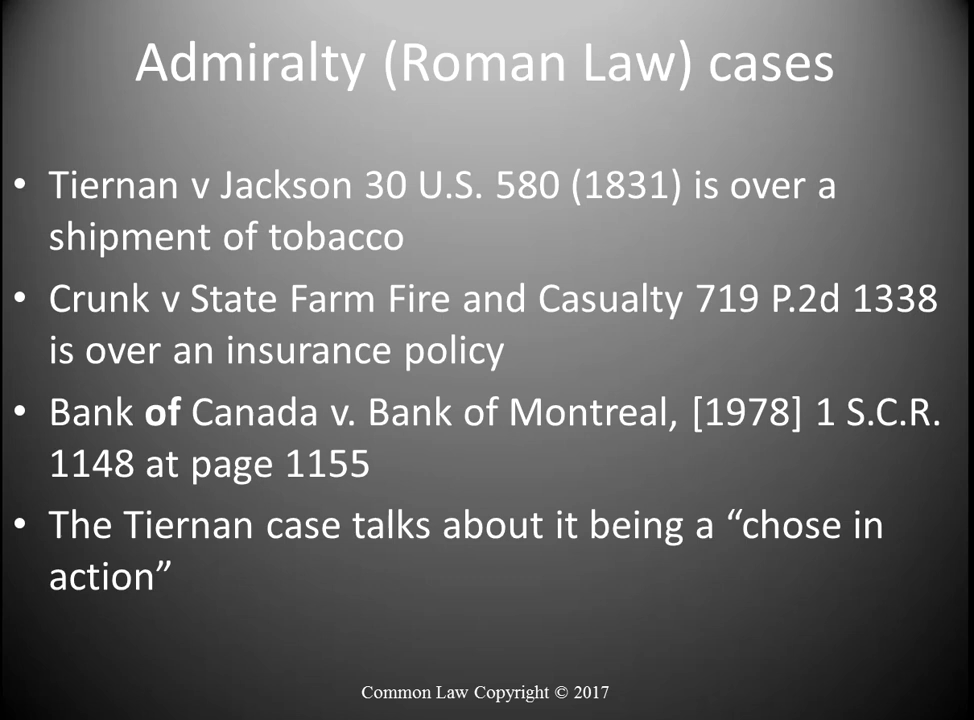 Admiralty (Roman Law) cases
• Tiernan v Jackson 30 U.S. 580 (1831) is over a
shipment of tobacco
• Crunk v State Farm Fire and Casualty 719 P.2d 1338
is over an insurance policy
• Bank of Canada v. Bank of Montreal, [1978] 1 S.C.R.
1148 at page 1155
• The Tiernan case talks about it being a “chose in
action”
Common Law Copyright © 2017